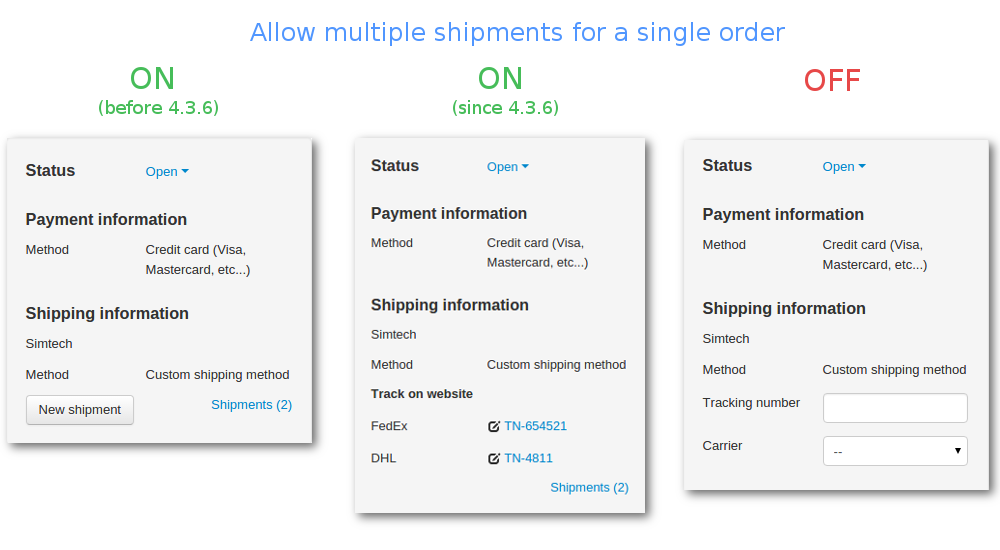 Allow multiple shipments for a single order
ON
(before 4.3.6)
Status Open
Payment information
Method Credit card (Visa,
Mastercard, etc...)
Shipping information
Simtech
Method Custom shipping method
New shipment Shipments (2)
ON
(since 4.3.6)
Status Open
Payment information
Method Credit card (Visa,
Mastercard, etc...)
Shipping information
Simtech
Method Custom shipping method
Track on website
FedEx TN-654521
DHL TN-4811
Shipments (2)
OFF
Status Open
Payment information
Method Credit card (Visa,
Mastercard, etc...)
Shipping information
Simtech
Method Custom shipping method
Tracking number
Carrier --